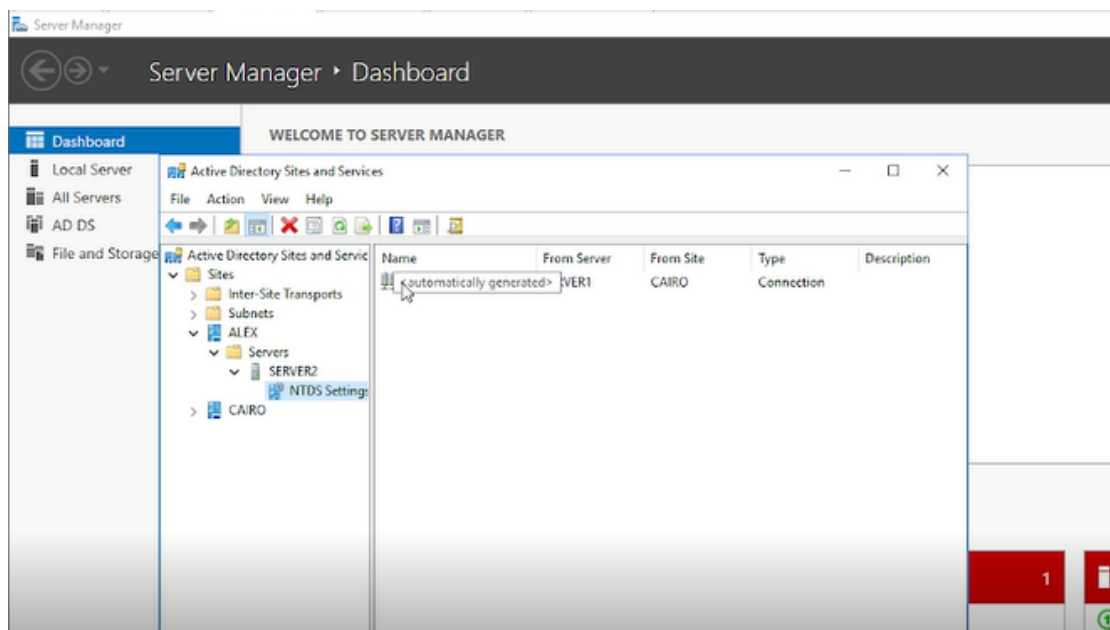 Server Manager
Server Manager ‣ Dashboard
Dashboard
WELCOME TO SERVER MANAGER
Local Server
All Servers
AD DS
File and Storage
Active Directory Sites and Services
File Action View Help
Active Directory Sites and Servic
Sites
Inter-Site Transports
Subnets
ALEX
Servers
SERVER2
NTDS Settings
CAIRO
Name From Server From Site Type Description
<automatically generated> RVER1 CAIRO Connection
1